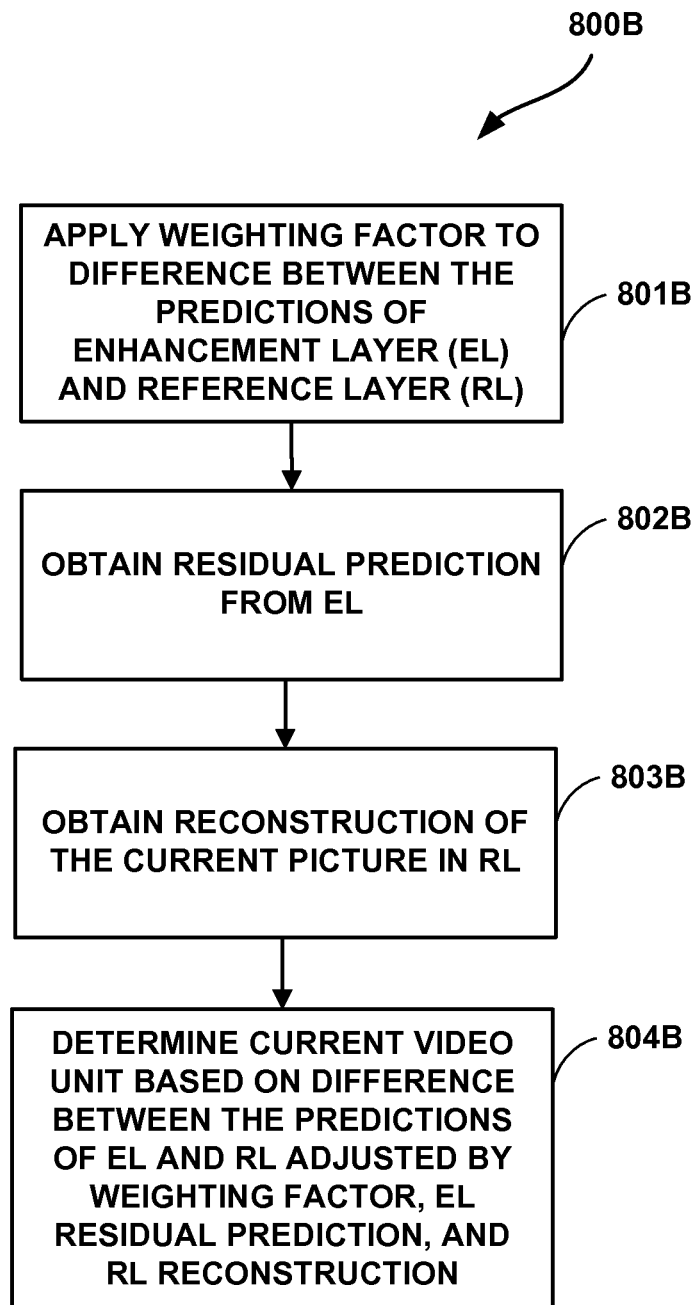 800B
APPLY WEIGHTING FACTOR TO
DIFFERENCE BETWEEN THE
PREDICTIONS OF
ENHANCEMENT LAYER (EL)
AND REFERENCE LAYER (RL)
801B
OBTAIN RESIDUAL PREDICTION
FROM EL
802B
OBTAIN RECONSTRUCTION OF
THE CURRENT PICTURE IN RL
803B
DETERMINE CURRENT VIDEO
UNIT BASED ON DIFFERENCE
BETWEEN THE PREDICTIONS
OF EL AND RL ADJUSTED BY
WEIGHTING FACTOR, EL
RESIDUAL PREDICTION, AND
RL RECONSTRUCTION
804B